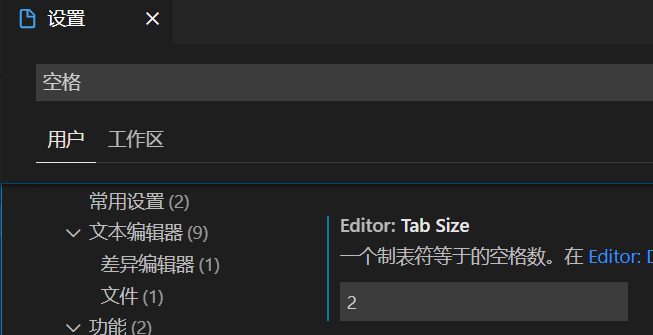 设置
空格
用户 工作区
常用设置 (2)
文本编辑器 (9)
差异编辑器 (1)
文件 (1)
功能 (2)
Editor: Tab Size
一个制表符等于的空格数。在 Editor:
2